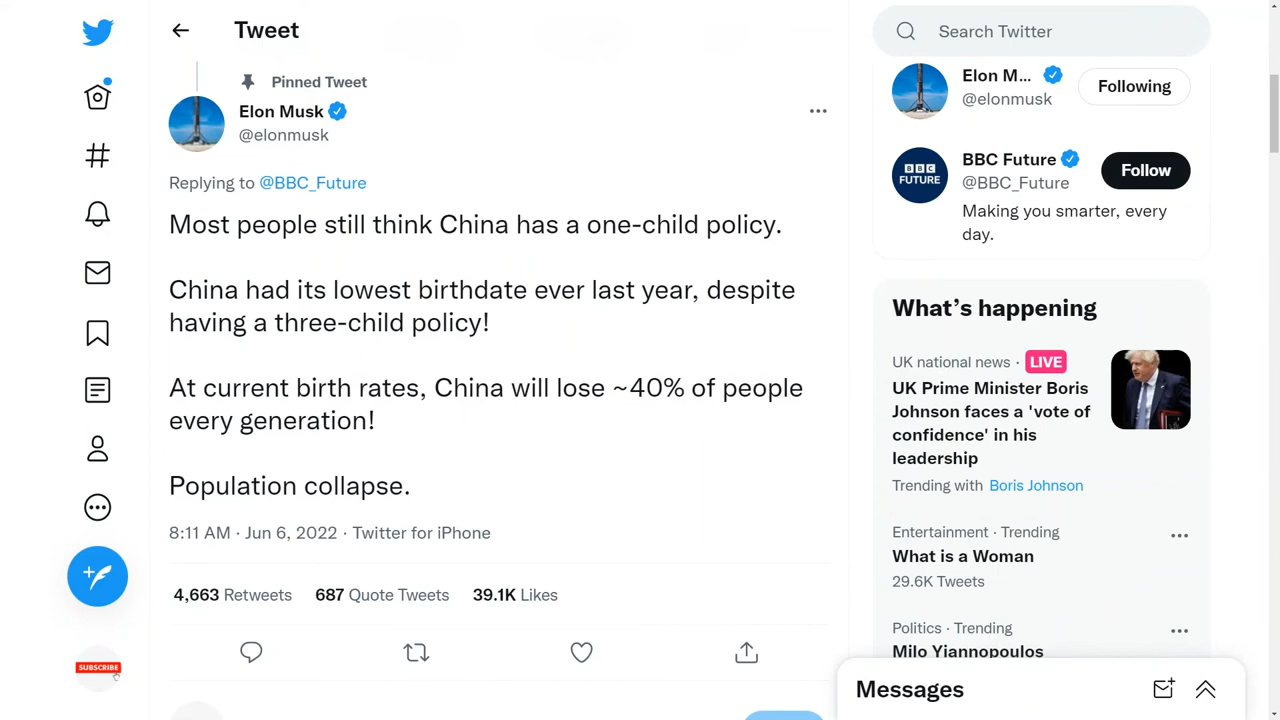 Tweet
Pinned Tweet
Elon Musk
@elonmusk
Replying to @BBC_Future
Most people still think China has a one-child policy.
China had its lowest birthdate ever last year, despite
having a three-child policy!
At current birth rates, China will lose ~40% of people
every generation!
Population collapse.
8:11 AM · Jun 6, 2022 · Twitter for iPhone
4,663 Retweets 687 Quote Tweets 39.1K Likes
SUBSCRIBE
Search Twitter
Elon M...
@elonmusk
Following
BBC FUTURE
BBC Future
@BBC_Future
Follow
Making you smarter, every
day.
What's happening
UK national news · LIVE
UK Prime Minister Boris
Johnson faces a 'vote of
confidence' in his
leadership
Trending with Boris Johnson
Entertainment · Trending
What is a Woman
29.6K Tweets
Politics · Trending
Milo Yiannopoulos
Messages